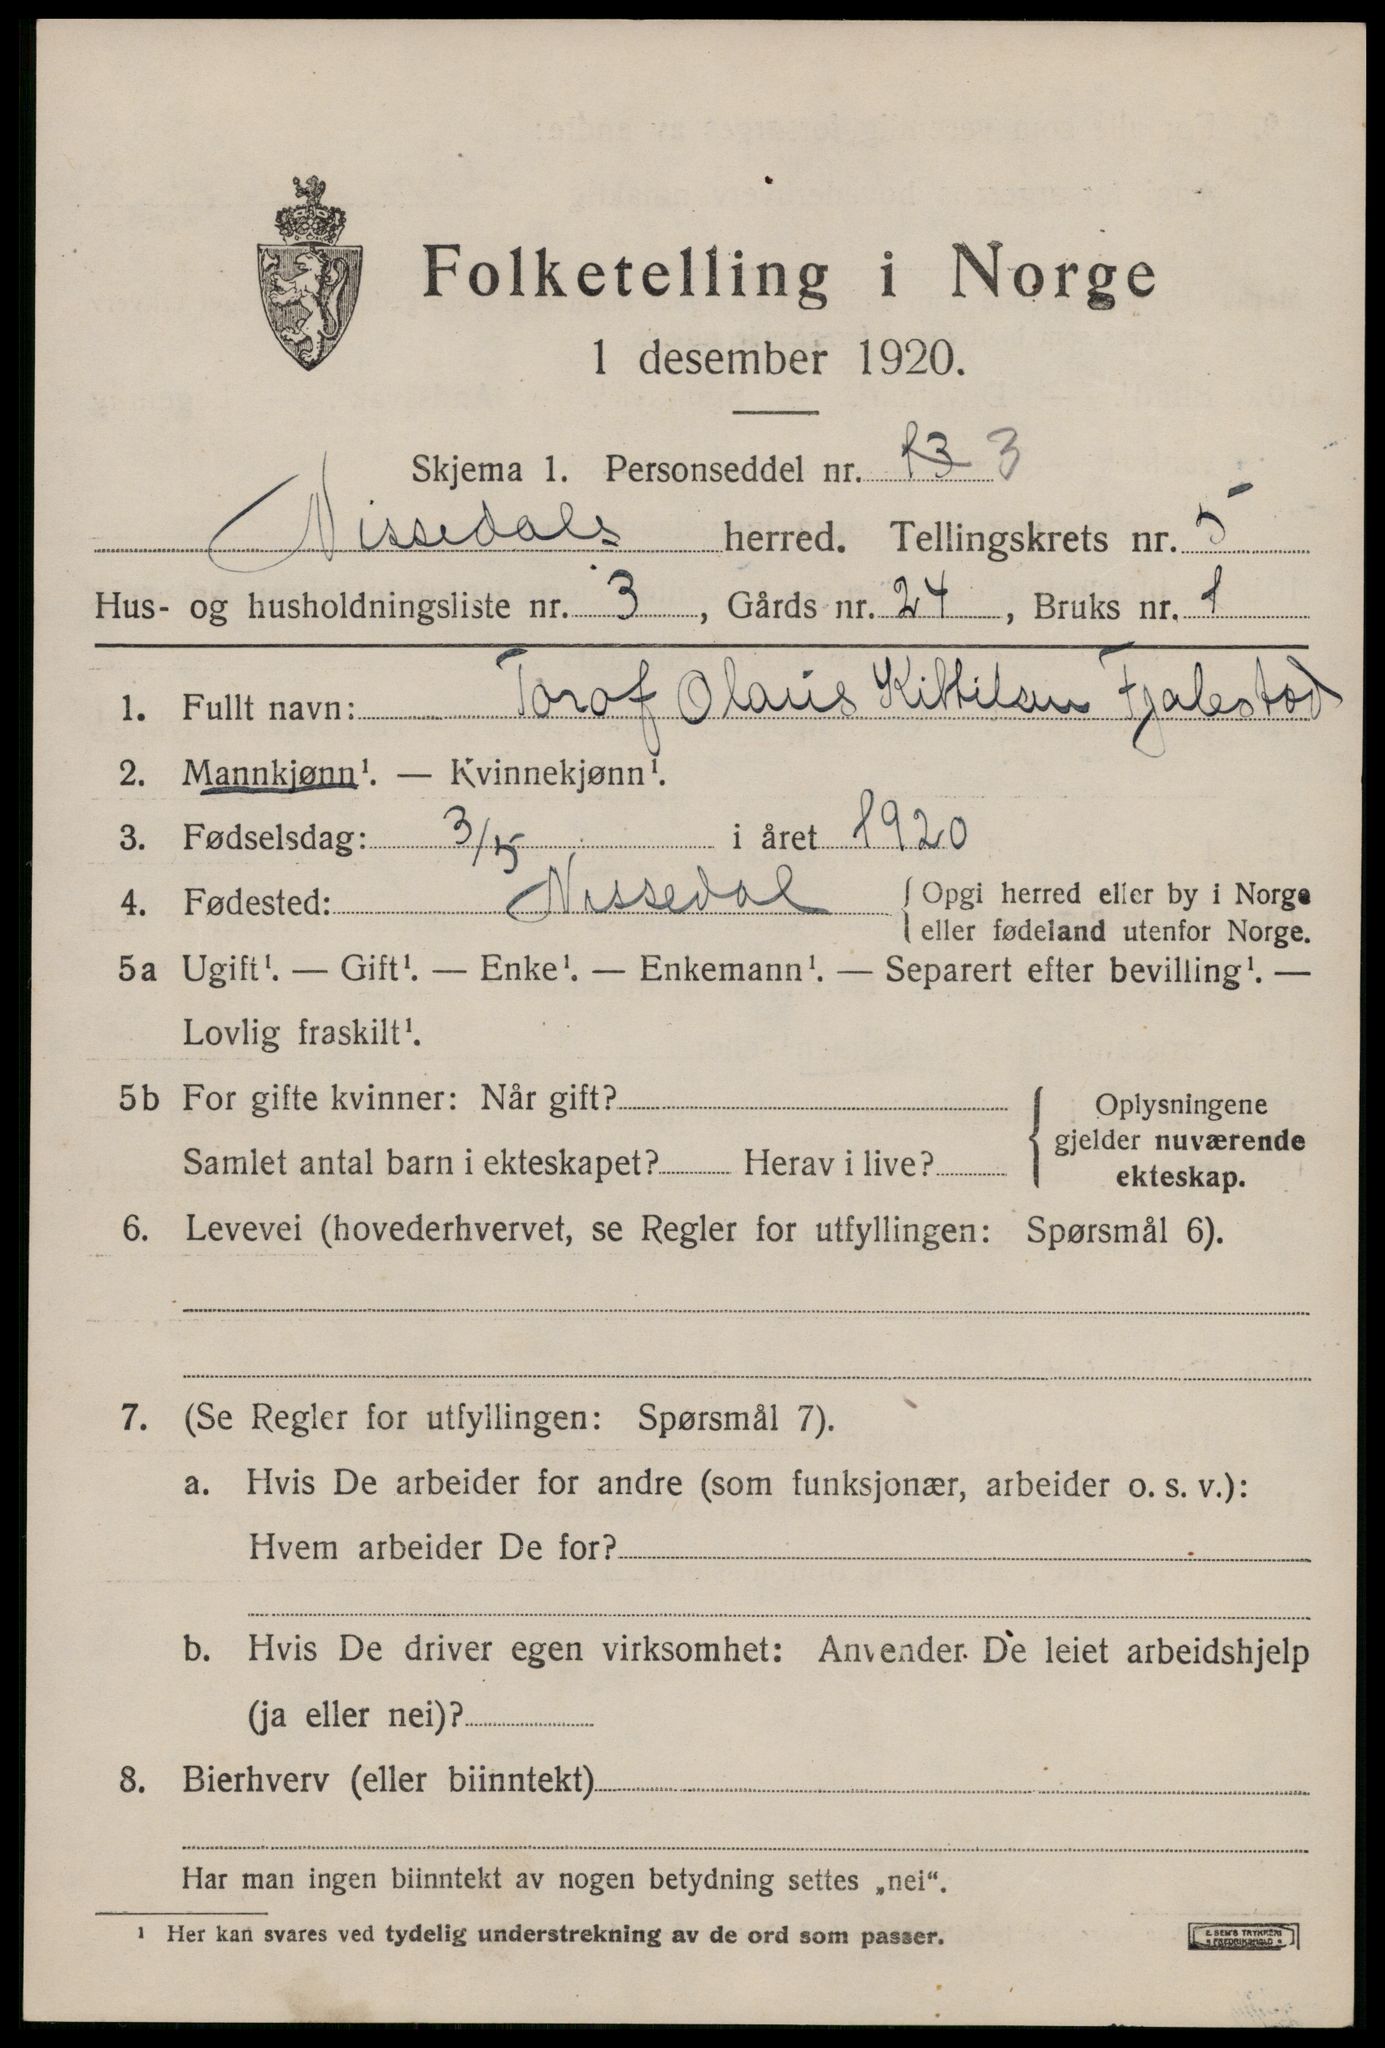 Folketelling i Norge
1 desember 1920.
Skjema 1. Personseddel nr. 13 3
Nissedals herred. Tellingskrets nr. 5
Hus- og husholdningsliste nr. 3, Gårds nr. 24, Bruks nr. 1
1. Fullt navn: Torof Olaus Kittilsen Fjalestad
2. Mannkjønn¹. — Kvinnekjønn¹.
3. Fødselsdag: 3/5 i året 1920
4. Fødested: Nissedal { Opgi herred eller by i Norge
eller fødeland utenfor Norge.
5a Ugift¹. — Gift¹. — Enke¹. — Enkemann¹. — Separert efter bevilling¹. —
Lovlig fraskilt¹.
5b For gifte kvinner: Når gift?
Samlet antal barn i ekteskapet? Herav i live?
{ Oplysningene
gjelder nuværende
ekteskap.
6. Levevei (hovederhvervet, se Regler for utfyllingen: Spørsmål 6).
7. (Se Regler for utfyllingen: Spørsmål 7).
a. Hvis De arbeider for andre (som funksjonær, arbeider o. s. v.):
Hvem arbeider De for?
b. Hvis De driver egen virksomhet: Anvender De leiet arbeidshjelp
(ja eller nei)?
8. Bierhverv (eller biinntekt)
Har man ingen biinntekt av nogen betydning settes „nei“.
¹ Her kan svares ved tydelig understrekning av de ord som passer.
E. SEM'S TRYKKERI
FREDRIKSHALD